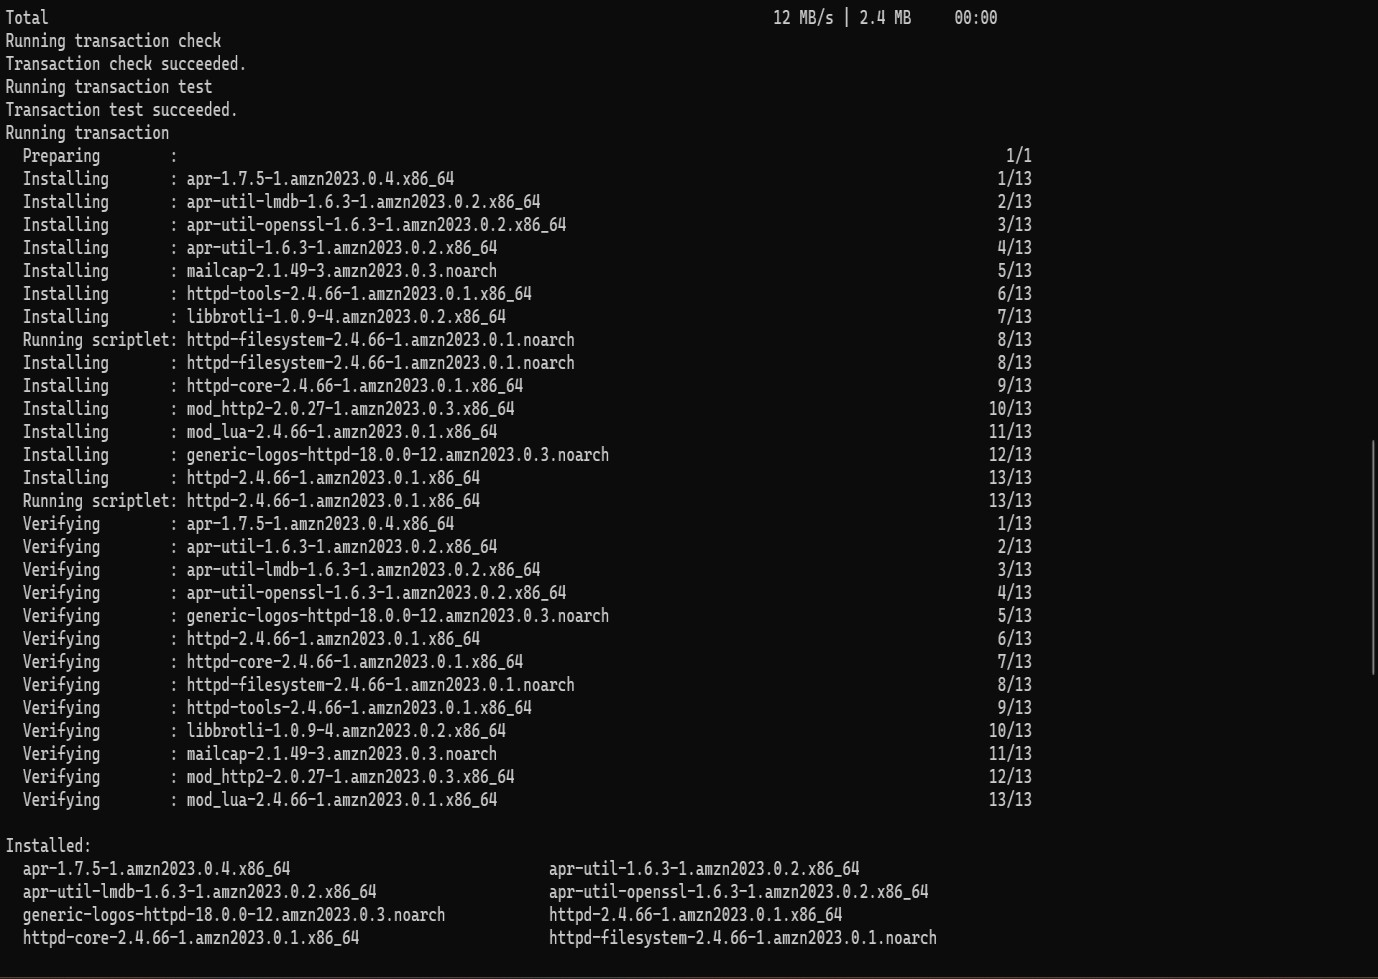 Total 12 MB/s | 2.4 MB 00:00
Running transaction check
Transaction check succeeded.
Running transaction test
Transaction test succeeded.
Running transaction
Preparing : 1/1
Installing : apr-1.7.5-1.amzn2023.0.4.x86_64 1/13
Installing : apr-util-lmdb-1.6.3-1.amzn2023.0.2.x86_64 2/13
Installing : apr-util-openssl-1.6.3-1.amzn2023.0.2.x86_64 3/13
Installing : apr-util-1.6.3-1.amzn2023.0.2.x86_64 4/13
Installing : mailcap-2.1.49-3.amzn2023.0.3.noarch 5/13
Installing : httpd-tools-2.4.66-1.amzn2023.0.1.x86_64 6/13
Installing : libbrotli-1.0.9-4.amzn2023.0.2.x86_64 7/13
Running scriptlet: httpd-filesystem-2.4.66-1.amzn2023.0.1.noarch 8/13
Installing : httpd-filesystem-2.4.66-1.amzn2023.0.1.noarch 8/13
Installing : httpd-core-2.4.66-1.amzn2023.0.1.x86_64 9/13
Installing : mod_http2-2.0.27-1.amzn2023.0.3.x86_64 10/13
Installing : mod_lua-2.4.66-1.amzn2023.0.1.x86_64 11/13
Installing : generic-logos-httpd-18.0.0-12.amzn2023.0.3.noarch 12/13
Installing : httpd-2.4.66-1.amzn2023.0.1.x86_64 13/13
Running scriptlet: httpd-2.4.66-1.amzn2023.0.1.x86_64 13/13
Verifying : apr-1.7.5-1.amzn2023.0.4.x86_64 1/13
Verifying : apr-util-1.6.3-1.amzn2023.0.2.x86_64 2/13
Verifying : apr-util-lmdb-1.6.3-1.amzn2023.0.2.x86_64 3/13
Verifying : apr-util-openssl-1.6.3-1.amzn2023.0.2.x86_64 4/13
Verifying : generic-logos-httpd-18.0.0-12.amzn2023.0.3.noarch 5/13
Verifying : httpd-2.4.66-1.amzn2023.0.1.x86_64 6/13
Verifying : httpd-core-2.4.66-1.amzn2023.0.1.x86_64 7/13
Verifying : httpd-filesystem-2.4.66-1.amzn2023.0.1.noarch 8/13
Verifying : httpd-tools-2.4.66-1.amzn2023.0.1.x86_64 9/13
Verifying : libbrotli-1.0.9-4.amzn2023.0.2.x86_64 10/13
Verifying : mailcap-2.1.49-3.amzn2023.0.3.noarch 11/13
Verifying : mod_http2-2.0.27-1.amzn2023.0.3.x86_64 12/13
Verifying : mod_lua-2.4.66-1.amzn2023.0.1.x86_64 13/13
Installed:
apr-1.7.5-1.amzn2023.0.4.x86_64 apr-util-1.6.3-1.amzn2023.0.2.x86_64
apr-util-lmdb-1.6.3-1.amzn2023.0.2.x86_64 apr-util-openssl-1.6.3-1.amzn2023.0.2.x86_64
generic-logos-httpd-18.0.0-12.amzn2023.0.3.noarch httpd-2.4.66-1.amzn2023.0.1.x86_64
httpd-core-2.4.66-1.amzn2023.0.1.x86_64 httpd-filesystem-2.4.66-1.amzn2023.0.1.noarch